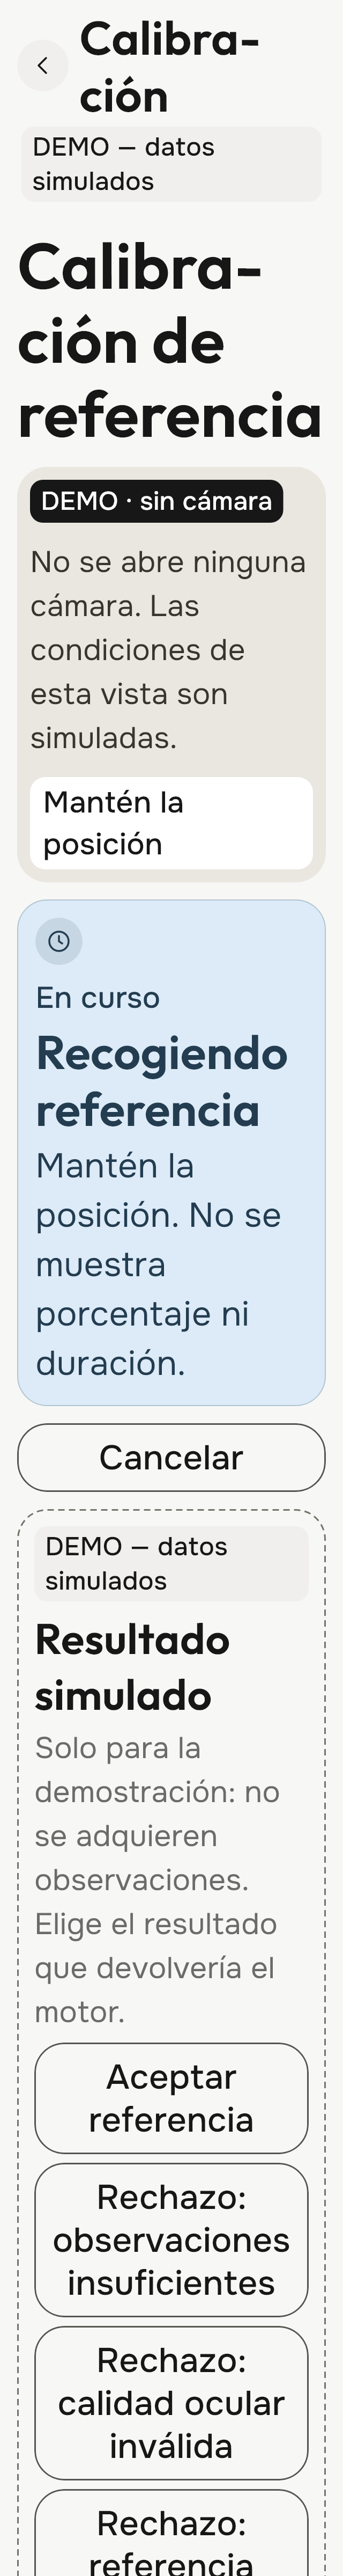 Calibra-
ción
DEMO — datos
simulados
Calibra-
ción de
referencia
DEMO · sin cámara
No se abre ninguna
cámara. Las
condiciones de
esta vista son
simuladas.
Mantén la
posición
En curso
Recogiendo
referencia
Mantén la
posición. No se
muestra
porcentaje ni
duración.
Cancelar
DEMO — datos
simulados
Resultado
simulado
Solo para la
demostración: no
se adquieren
observaciones.
Elige el resultado
que devolvería el
motor.
Aceptar
referencia
Rechazo:
observaciones
insuficientes
Rechazo:
calidad ocular
inválida
Rechazo:
referencia